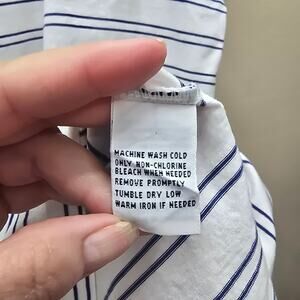 MACHINE WASH COLD
ONLY NON-CHLORINE
BLEACH WHEN NEEDED
REMOVE PROMPTLY
TUMBLE DRY LOW
WARM IRON IF NEEDED